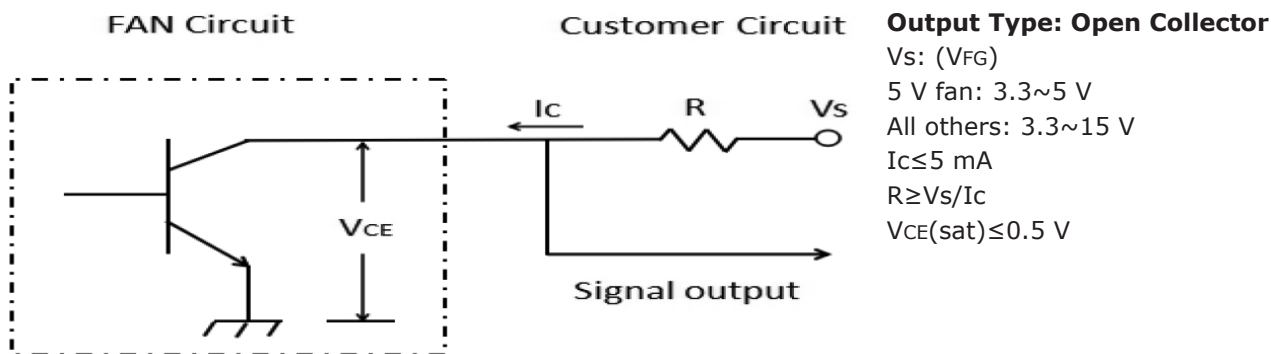 FAN Circuit
Customer Circuit
Ic
R
Vs
VCE
Signal output
Output Type: Open Collector
Vs: (VFG)
5 V fan: 3.3~5 V
All others: 3.3~15 V
Ic≤5 mA
R≥Vs/Ic
VCE(sat)≤0.5 V